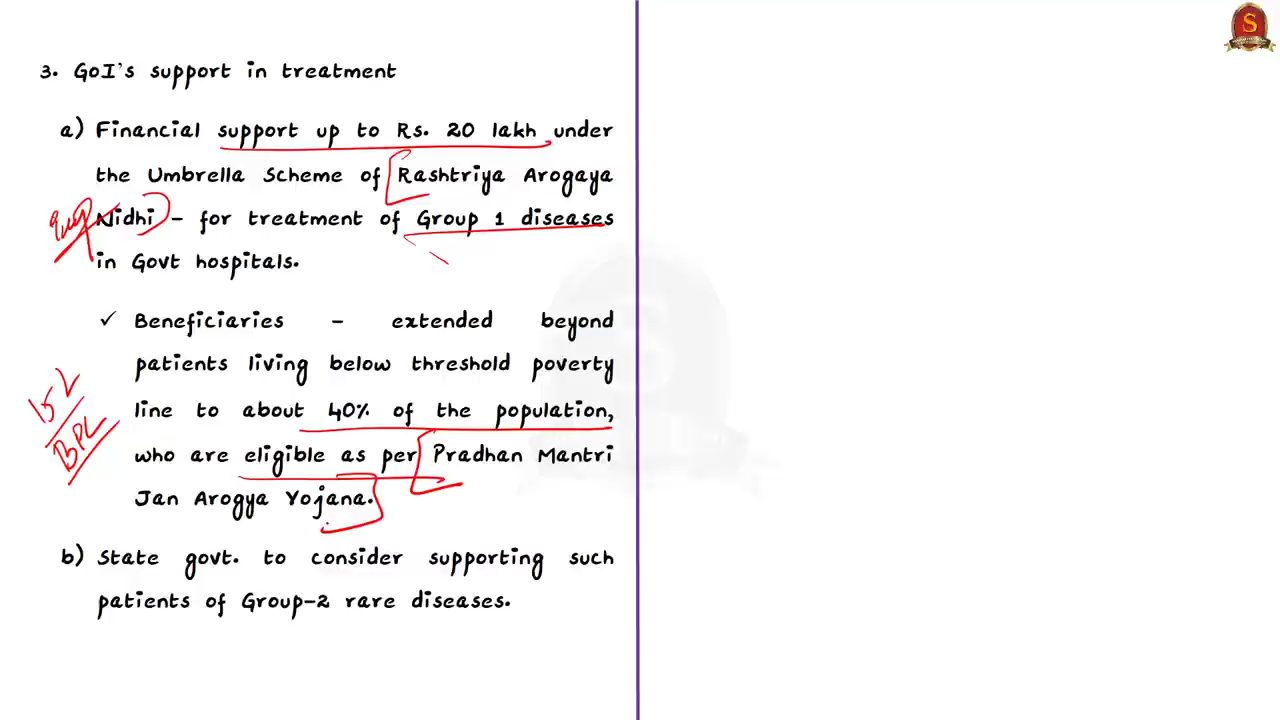 3. GoI's support in treatment
a) Financial support up to Rs. 20 lakh under
the Umbrella Scheme of Rashtriya Arogaya
Nidhi - for treatment of Group 1 diseases
in Govt hospitals.
✓ Beneficiaries - extended beyond
patients living below threshold poverty
line to about 40% of the population,
who are eligible as per Pradhan Mantri
Jan Arogya Yojana.
b) State govt. to consider supporting such
patients of Group-2 rare diseases.
BPL
S